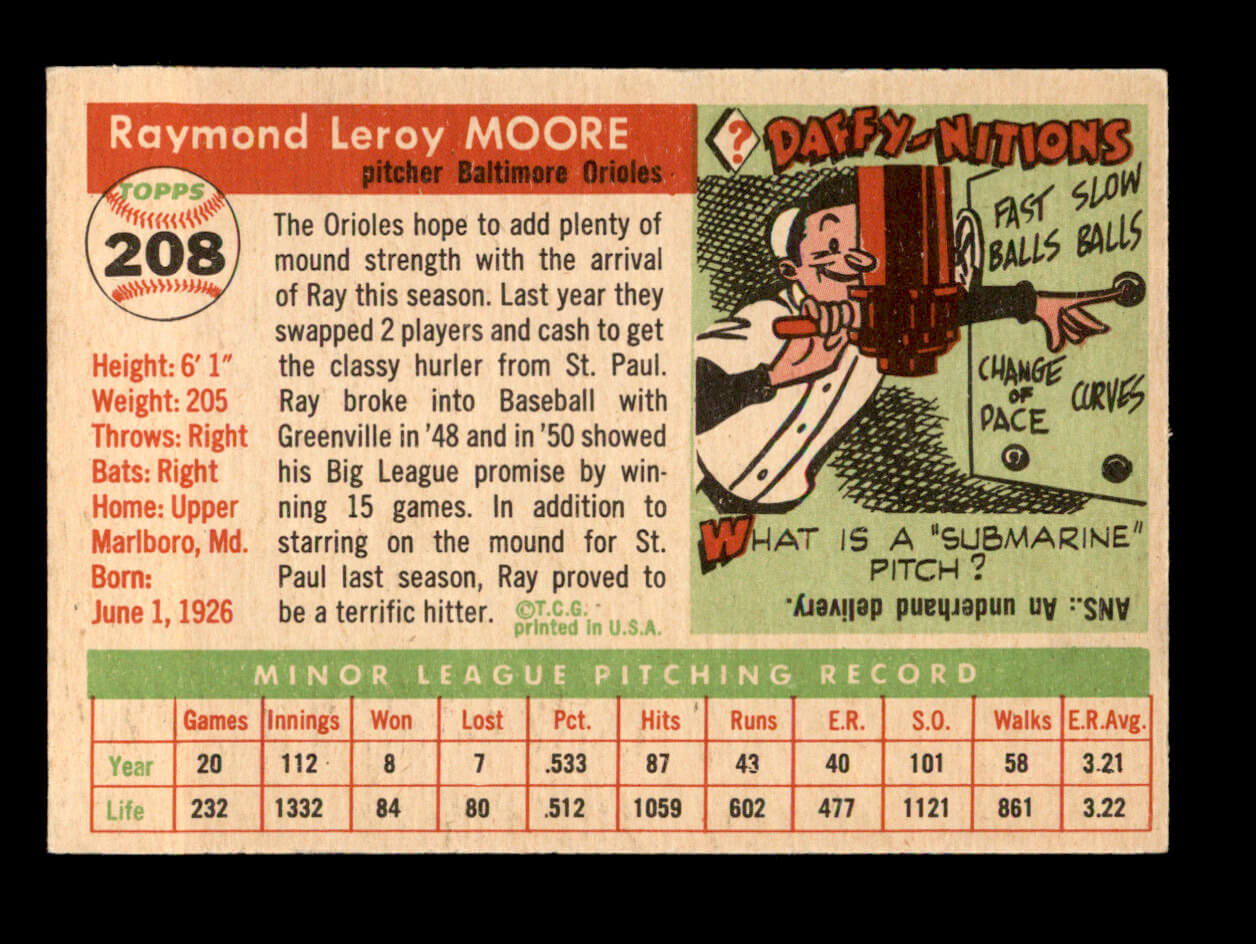 Raymond Leroy MOORE
pitcher Baltimore Orioles
TOPPS
208
Height: 6' 1"
Weight: 205
Throws: Right
Bats: Right
Home: Upper
Marlboro, Md.
Born:
June 1, 1926
The Orioles hope to add plenty of
mound strength with the arrival
of Ray this season. Last year they
swapped 2 players and cash to get
the classy hurler from St. Paul.
Ray broke into Baseball with
Greenville in '48 and in '50 showed
his Big League promise by win-
ning 15 games. In addition to
starring on the mound for St.
Paul last season, Ray proved to
be a terrific hitter.
©T.C.G.
printed in U.S.A.
?
DAFFY-NITIONS
FAST BALLS
SLOW BALLS
CHANGE
OF
PACE
CURVES
WHAT IS A "SUBMARINE"
PITCH?
ANS.: An underhand delivery.
MINOR LEAGUE PITCHING RECORD
Games Innings Won Lost Pct. Hits Runs E.R. S.O. Walks E.R.Avg.
Year 20 112 8 7 .533 87 43 40 101 58 3.21
Life 232 1332 84 80 .512 1059 602 477 1121 861 3.22